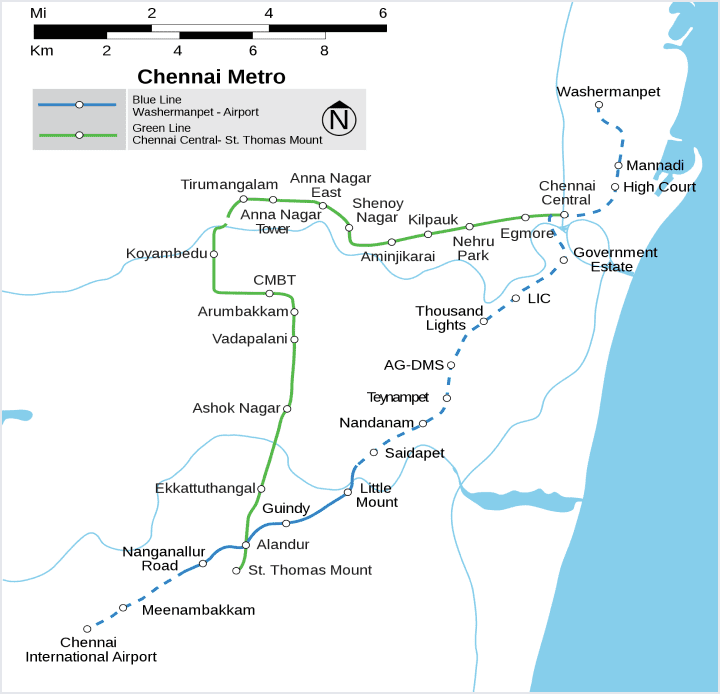 Mi
2
4
6
Km
2
4
6
8
Chennai Metro
Blue Line
Washermanpet - Airport
Green Line
Chennai Central- St. Thomas Mount
N
Washermanpet
Mannadi
High Court
Chennai
Central
Anna Nagar
East
Tirumangalam
Shenoy
Nagar
Anna Nagar
Tower
Kilpauk
Egmore
Nehru
Park
Aminjikarai
Koyambedu
Government
Estate
CMBT
LIC
Arumbakkam
Thousand
Lights
Vadapalani
AG-DMS
Teynampet
Ashok Nagar
Nandanam
Saidapet
Ekkattuthangal
Little
Mount
Guindy
Alandur
Nanganallur
Road
St. Thomas Mount
Meenambakkam
Chennai
International Airport